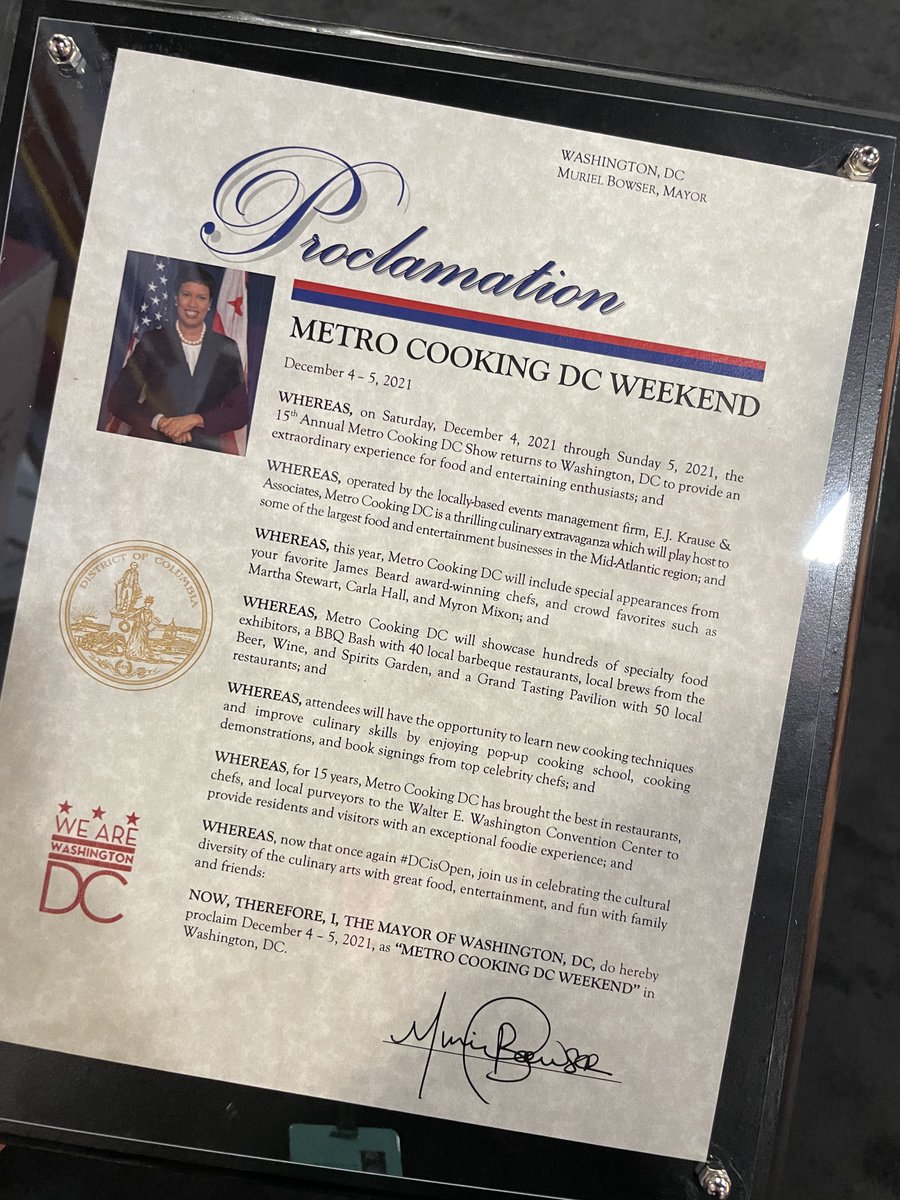 WASHINGTON, DC
MURIEL BOWSER, MAYOR
Proclamation
METRO COOKING DC WEEKEND
December 4 – 5, 2021
WHEREAS, on Saturday, December 4, 2021 through Sunday 5, 2021, the
15th Annual Metro Cooking DC Show returns to Washington, DC to provide an
extraordinary experience for food and entertaining enthusiasts; and
WHEREAS, operated by the locally-based events management firm, E.J. Krause &
Associates, Metro Cooking DC is a thrilling culinary extravaganza which will play host to
some of the largest food and entertainment businesses in the Mid-Atlantic region; and
WHEREAS, this year, Metro Cooking DC will include special appearances from
your favorite James Beard award-winning chefs, and crowd favorites such as
Martha Stewart, Carla Hall, and Myron Mixon; and
WHEREAS, Metro Cooking DC will showcase hundreds of specialty food
exhibitors, a BBQ Bash with 40 local barbeque restaurants, local brews from the
Beer, Wine, and Spirits Garden, and a Grand Tasting Pavilion with 50 local
restaurants; and
WHEREAS, attendees will have the opportunity to learn new cooking techniques
and improve culinary skills by enjoying pop-up cooking school, cooking
demonstrations, and book signings from top celebrity chefs; and
WHEREAS, for 15 years, Metro Cooking DC has brought the best in restaurants,
chefs, and local purveyors to the Walter E. Washington Convention Center to
provide residents and visitors with an exceptional foodie experience; and
WHEREAS, now that once again #DCisOpen, join us in celebrating the cultural
diversity of the culinary arts with great food, entertainment, and fun with family
and friends:
NOW, THEREFORE, I, THE MAYOR OF WASHINGTON, DC, do hereby
proclaim December 4 – 5, 2021, as “METRO COOKING DC WEEKEND” in
Washington, DC.
Muriel Bowser
DISTRICT OF COLUMBIA
WE ARE
WASHINGTON
DC